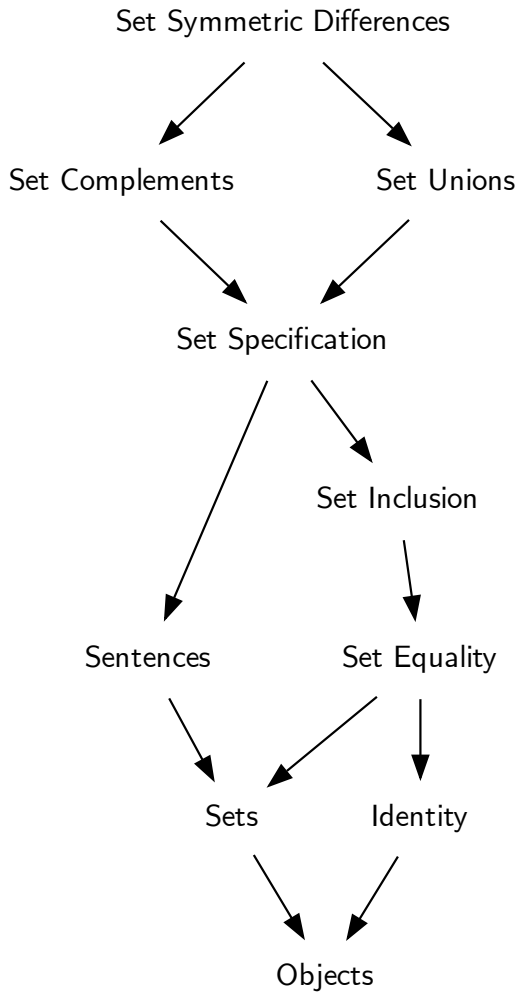 Set Symmetric Differences
Set Complements
Set Unions
Set Specification
Set Inclusion
Sentences
Set Equality
Sets
Identity
Objects